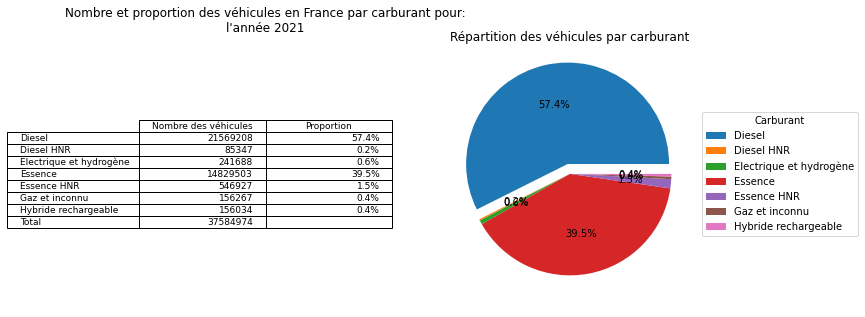 Nombre et proportion des véhicules en France par carburant pour:
l'année 2021
Nombre des véhicules Proportion
Diesel 21569208 57.4%
Diesel HNR 85347 0.2%
Electrique et hydrogène 241688 0.6%
Essence 14829503 39.5%
Essence HNR 546927 1.5%
Gaz et inconnu 156267 0.4%
Hybride rechargeable 156034 0.4%
Total 37584974
Répartition des véhicules par carburant
57.4%
0.4%
39.5%
Carburant
Diesel
Diesel HNR
Electrique et hydrogène
Essence
Essence HNR
Gaz et inconnu
Hybride rechargeable